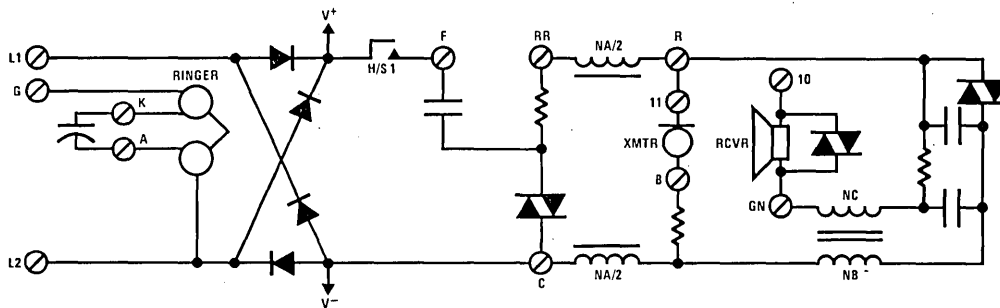 V+
F
RR
NA/2
R
L1
H/S 1
G
RINGER
10
K
11
A
XMTR
RCVR
B
GN
NC
L2
NA/2
NB
V−
C